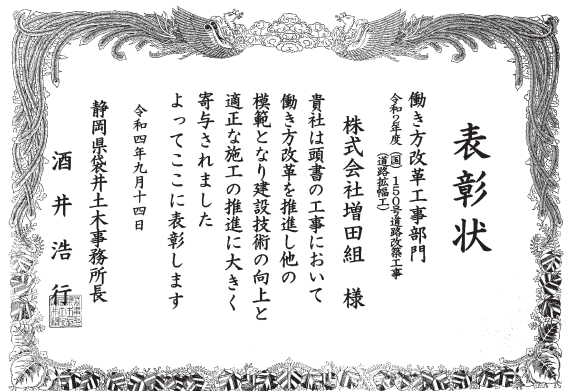 表彰状
働き方改革工事部門
令和2年度 (国)150号道路改築工事
(道路拡幅工)
株式会社増田組 様
貴社は頭書の工事において
働き方改革を推進し他の
模範となり建設技術の向上と
適正な施工の推進に大きく
寄与されました
よってここに表彰します
令和四年九月十四日
静岡県袋井土木事務所長
酒井浩行